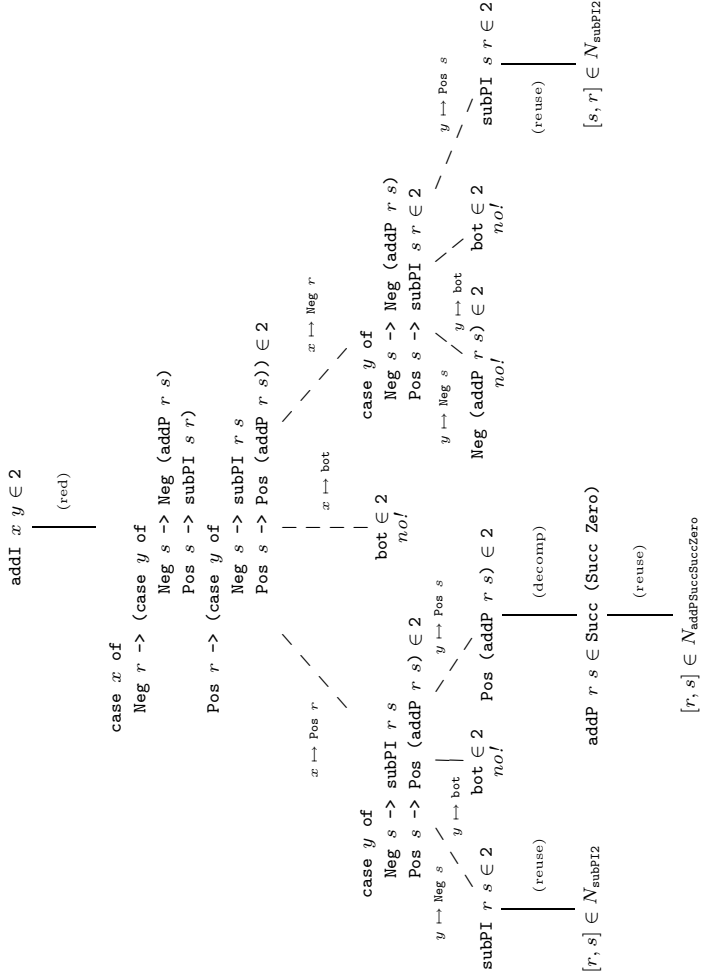 addI x y ∈ 2
(red)
case x of
Neg r -> (case y of
Neg s -> Neg (addP r s)
Pos s -> subPI s r)
Pos r -> (case y of
Neg s -> subPI r s
Pos s -> Pos (addP r s)) ∈ 2
x ↦ Pos r
x ↦ bot
x ↦ Neg r
case y of
Neg s -> subPI r s
Pos s -> Pos (addP r s) ∈ 2
bot ∈ 2
no!
case y of
Neg s -> Neg (addP r s)
Pos s -> subPI s r ∈ 2
y ↦ Neg s
y ↦ bot
y ↦ Pos s
y ↦ Neg s
y ↦ bot
y ↦ Pos s
subPI r s ∈ 2
bot ∈ 2
no!
Pos (addP r s) ∈ 2
Neg (addP r s) ∈ 2
no!
bot ∈ 2
no!
subPI s r ∈ 2
(reuse)
(decomp)
(reuse)
[r, s] ∈ N_subPI2
addP r s ∈ Succ (Succ Zero)
[s, r] ∈ N_subPI2
(reuse)
[r, s] ∈ N_addPSuccSuccZero